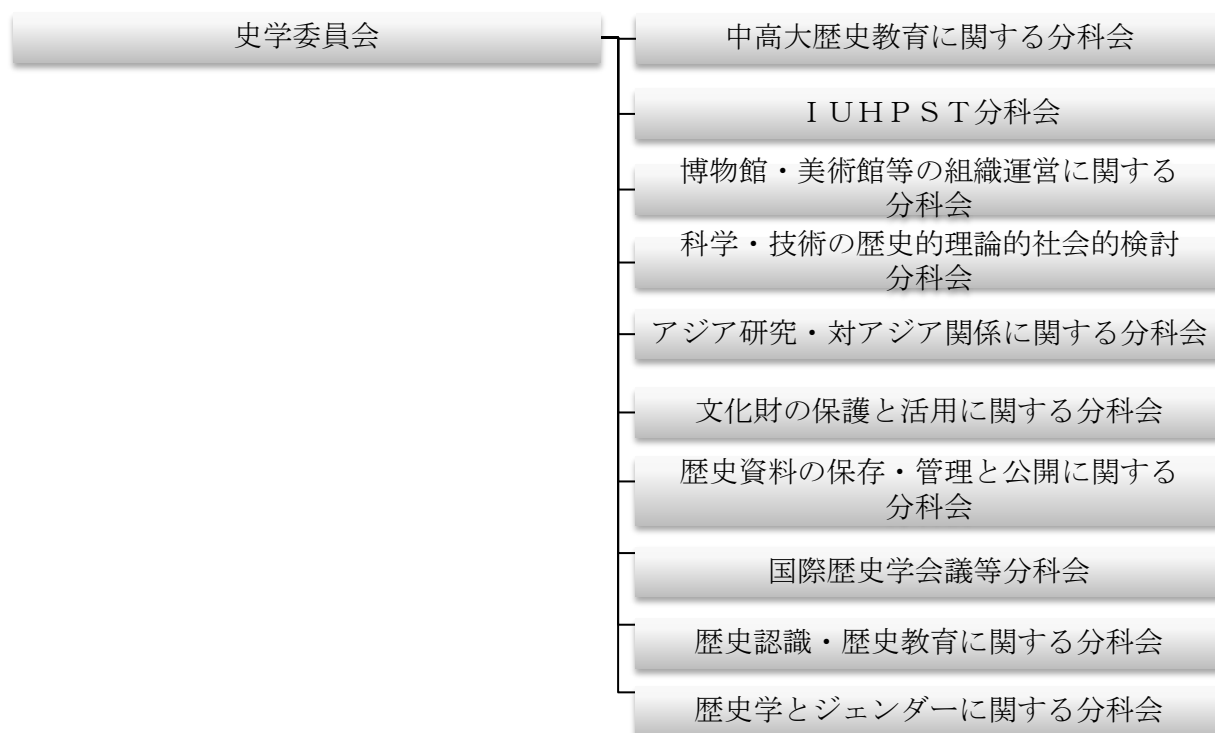 史学委員会
中高大歴史教育に関する分科会
ＩＵＨＰＳＴ分科会
博物館・美術館等の組織運営に関する
分科会
科学・技術の歴史的理論的社会的検討
分科会
アジア研究・対アジア関係に関する分科会
文化財の保護と活用に関する分科会
歴史資料の保存・管理と公開に関する
分科会
国際歴史学会議等分科会
歴史認識・歴史教育に関する分科会
歴史学とジェンダーに関する分科会